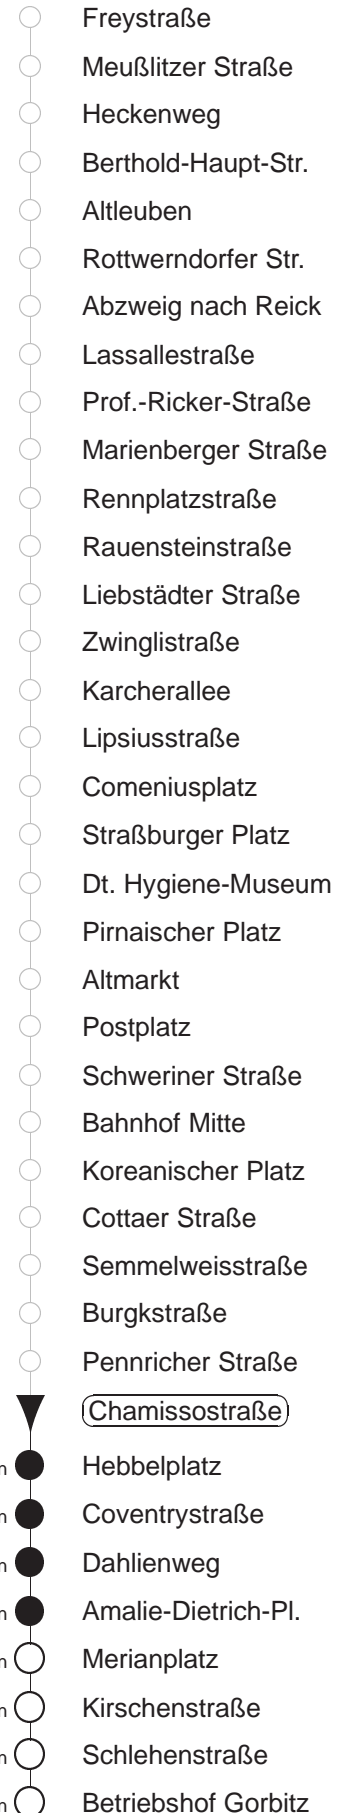 Freystraße
Meußlitzer Straße
Heckenweg
Berthold-Haupt-Str.
Altleuben
Rottwerndorfer Str.
Abzweig nach Reick
Lassallestraße
Prof.-Ricker-Straße
Marienberger Straße
Rennplatzstraße
Rauensteinstraße
Liebstädter Straße
Zwinglistraße
Karcherallee
Lipsiusstraße
Comeniusplatz
Straßburger Platz
Dt. Hygiene-Museum
Pirnaischer Platz
Altmarkt
Postplatz
Schweriner Straße
Bahnhof Mitte
Koreanischer Platz
Cottaer Straße
Semmelweisstraße
Burgkstraße
Pennricher Straße
Chamissostraße
Hebbelplatz
Coventrystraße
Dahlienweg
Amalie-Dietrich-Pl.
Merianplatz
Kirschenstraße
Schlehenstraße
Betriebshof Gorbitz